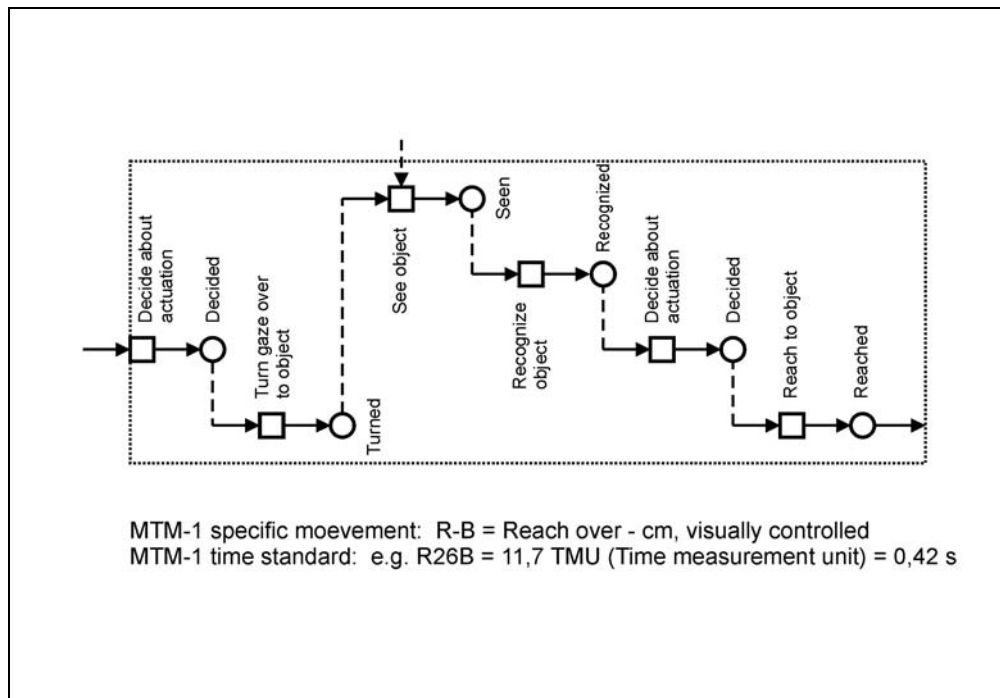 Decide about
actuation
Decided
Turn gaze over
to object
Turned
See object
Seen
Recognize
object
Recognized
Decide about
actuation
Decided
Reach to object
Reached
MTM-1 specific moevement: R-B = Reach over - cm, visually controlled
MTM-1 time standard: e.g. R26B = 11,7 TMU (Time measurement unit) = 0,42 s